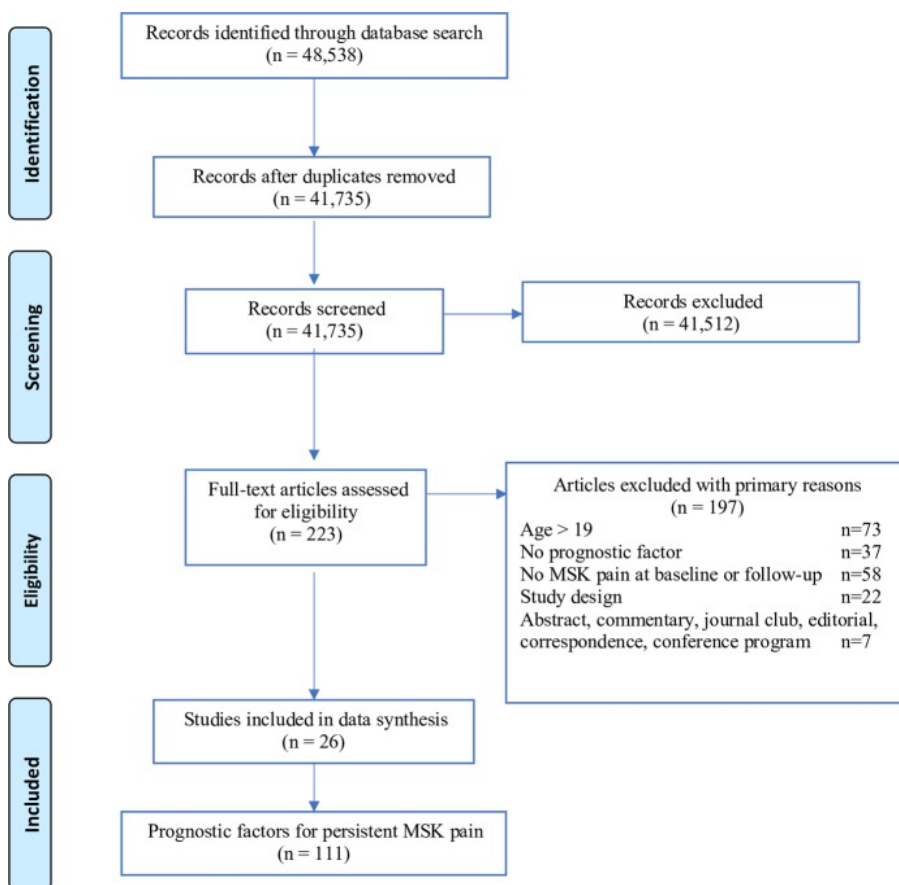 Identification
Records identified through database search
(n = 48,538)
Records after duplicates removed
(n = 41,735)
Screening
Records screened
(n = 41,735)
Records excluded
(n = 41,512)
Eligibility
Full-text articles assessed
for eligibility
(n = 223)
Articles excluded with primary reasons
(n = 197)
Age > 19 n=73
No prognostic factor n=37
No MSK pain at baseline or follow-up n=58
Study design n=22
Abstract, commentary, journal club, editorial,
correspondence, conference program n=7
Included
Studies included in data synthesis
(n = 26)
Prognostic factors for persistent MSK pain
(n = 111)